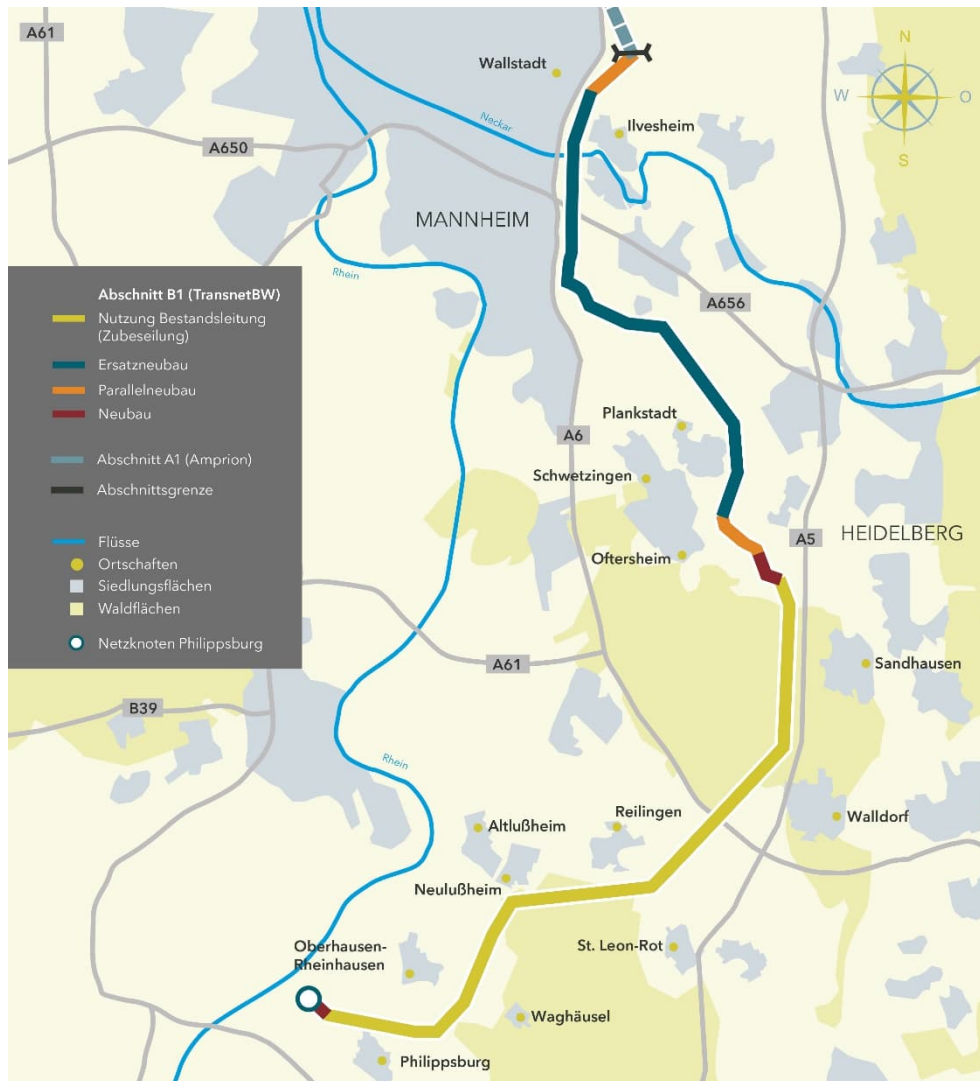 A61
Wallstadt
N
W
O
S
Neckar
Ilvesheim
A650
MANNHEIM
Rhein
Abschnitt B1 (TransnetBW)
Nutzung Bestandsleitung
(Zubeseilung)
Ersatzneubau
Parallelneubau
Neubau
Abschnitt A1 (Amprion)
Abschnittsgrenze
Flüsse
Ortschaften
Siedlungsflächen
Waldflächen
Netzknoten Philippsburg
A656
Plankstadt
A6
Schwetzingen
A5
HEIDELBERG
Oftersheim
A61
Sandhausen
B39
Rhein
Altlußheim
Reilingen
Walldorf
Neulußheim
Oberhausen-
Rheinhausen
St. Leon-Rot
Waghäusel
Philippsburg